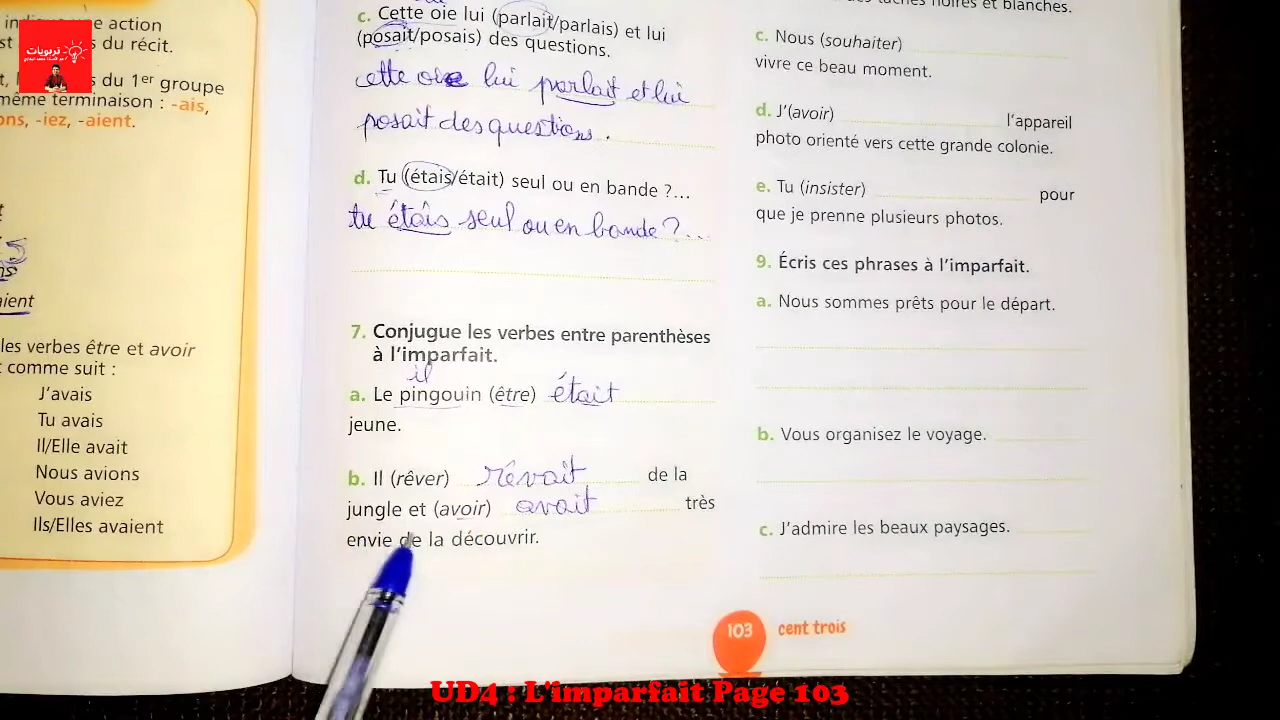 تربويات
indique une action
du récit.
du 1er groupe
même terminaison : -ais,
-iez, -aient.
les verbes être et avoir
comme suit :
J'avais
Tu avais
Il/Elle avait
Nous avions
Vous aviez
Ils/Elles avaient
c. Cette oie lui (parlait/parlais) et lui
(posait/posais) des questions.
cette oie lui parlait et lui
posait des questions.
d. Tu (étais/était) seul ou en bande ?...
tu étais seul ou en bande ?...
7. Conjugue les verbes entre parenthèses
à l'imparfait.
il
a. Le pingouin (être) était
jeune.
b. Il (rêver) rêvait de la
jungle et (avoir) avait très
envie de la découvrir.
taches noires et blanches.
c. Nous (souhaiter)
vivre ce beau moment.
d. J'(avoir) l'appareil
photo orienté vers cette grande colonie.
e. Tu (insister) pour
que je prenne plusieurs photos.
9. Écris ces phrases à l'imparfait.
a. Nous sommes prêts pour le départ.
b. Vous organisez le voyage.
c. J'admire les beaux paysages.
103 cent trois
UD4 : L'imparfait Page 103